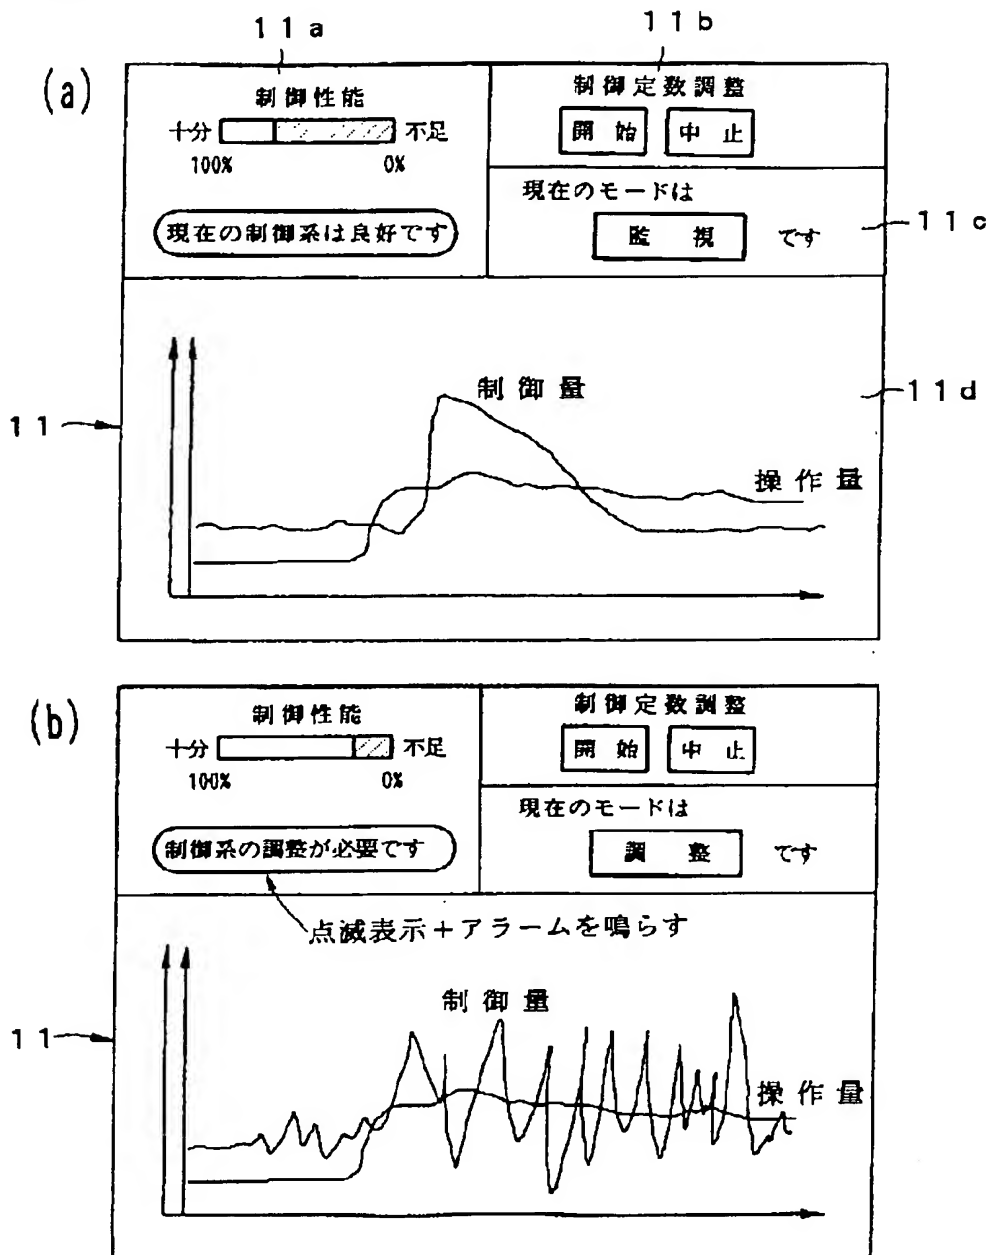 11a
11b
(a)
制御性能
十分 不足
100% 0%
現在の制御系は良好です
制御定数調整
開始 中止
現在のモードは
監視 です
11c
11d
11
制御量
操作量
(b)
制御性能
十分 不足
100% 0%
制御系の調整が必要です
制御定数調整
開始 中止
現在のモードは
調整 です
点滅表示+アラームを鳴らす
11
制御量
操作量